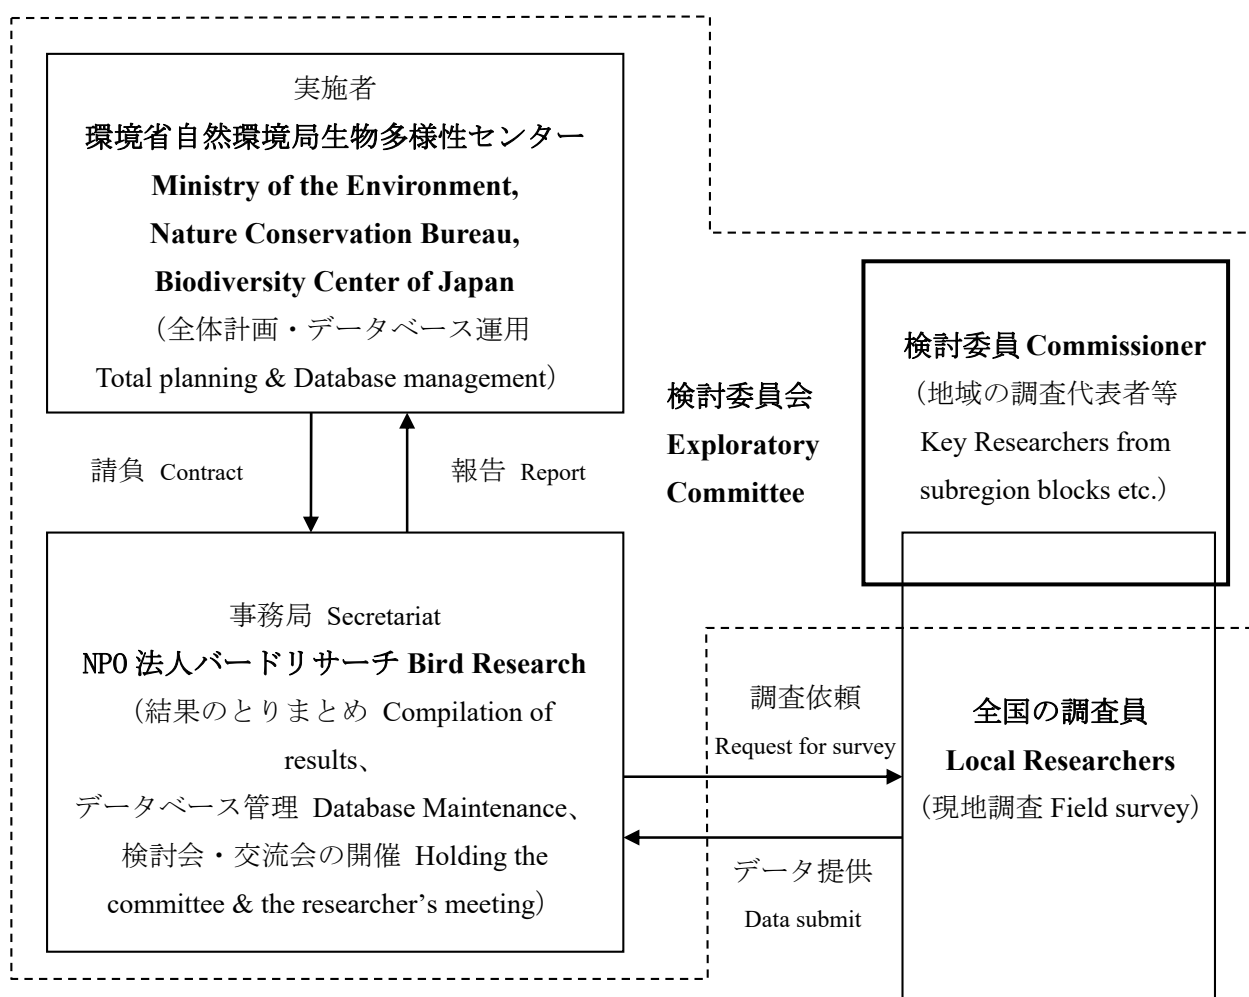 実施者
環境省自然環境局生物多様性センター
Ministry of the Environment,
Nature Conservation Bureau,
Biodiversity Center of Japan
（全体計画・データベース運用
Total planning & Database management）
請負 Contract
報告 Report
検討委員会
Exploratory
Committee
検討委員 Commissioner
（地域の調査代表者等
Key Researchers from
subregion blocks etc.）
事務局 Secretariat
NPO 法人バードリサーチ Bird Research
（結果のとりまとめ Compilation of
results、
データベース管理 Database Maintenance、
検討会・交流会の開催 Holding the
committee & the researcher’s meeting）
調査依頼
Request for survey
データ提供
Data submit
全国の調査員
Local Researchers
（現地調査 Field survey）